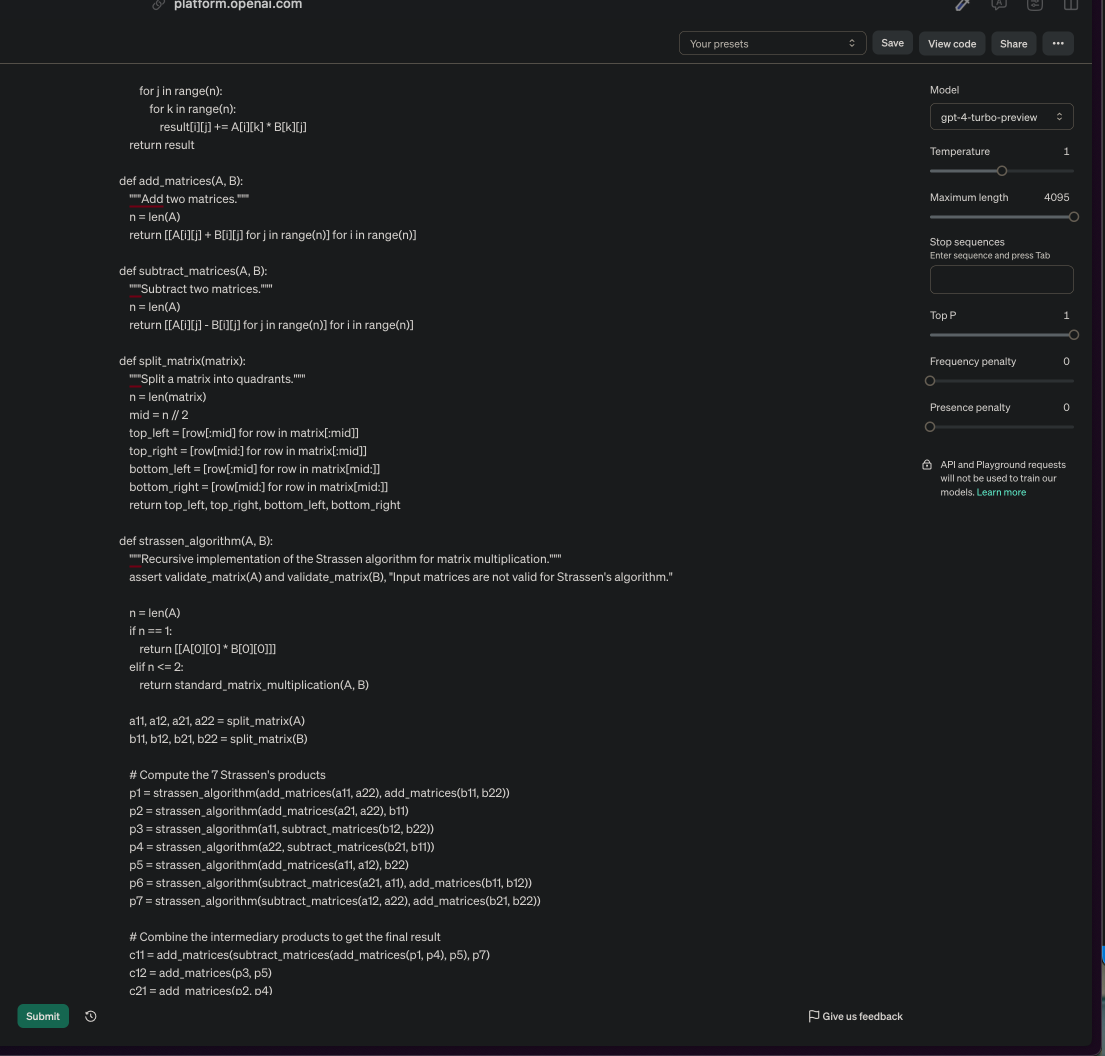 platform.openai.com
Your presets
Save
View code
Share
for j in range(n):
for k in range(n):
result[i][j] += A[i][k] * B[k][j]
return result
def add_matrices(A, B):
"""Add two matrices."""
n = len(A)
return [[A[i][j] + B[i][j] for j in range(n)] for i in range(n)]
def subtract_matrices(A, B):
"""Subtract two matrices."""
n = len(A)
return [[A[i][j] - B[i][j] for j in range(n)] for i in range(n)]
def split_matrix(matrix):
"""Split a matrix into quadrants."""
n = len(matrix)
mid = n // 2
top_left = [row[:mid] for row in matrix[:mid]]
top_right = [row[mid:] for row in matrix[:mid]]
bottom_left = [row[:mid] for row in matrix[mid:]]
bottom_right = [row[mid:] for row in matrix[mid:]]
return top_left, top_right, bottom_left, bottom_right
def strassen_algorithm(A, B):
"""Recursive implementation of the Strassen algorithm for matrix multiplication."""
assert validate_matrix(A) and validate_matrix(B), "Input matrices are not valid for Strassen's algorithm."
n = len(A)
if n == 1:
return [[A[0][0] * B[0][0]]]
elif n <= 2:
return standard_matrix_multiplication(A, B)
a11, a12, a21, a22 = split_matrix(A)
b11, b12, b21, b22 = split_matrix(B)
# Compute the 7 Strassen's products
p1 = strassen_algorithm(add_matrices(a11, a22), add_matrices(b11, b22))
p2 = strassen_algorithm(add_matrices(a21, a22), b11)
p3 = strassen_algorithm(a11, subtract_matrices(b12, b22))
p4 = strassen_algorithm(a22, subtract_matrices(b21, b11))
p5 = strassen_algorithm(add_matrices(a11, a12), b22)
p6 = strassen_algorithm(subtract_matrices(a21, a11), add_matrices(b11, b12))
p7 = strassen_algorithm(subtract_matrices(a12, a22), add_matrices(b21, b22))
# Combine the intermediary products to get the final result
c11 = add_matrices(subtract_matrices(add_matrices(p1, p4), p5), p7)
c12 = add_matrices(p3, p5)
c21 = add_matrices(p2, p4)
Model
gpt-4-turbo-preview
Temperature 1
Maximum length 4095
Stop sequences
Enter sequence and press Tab
Top P 1
Frequency penalty 0
Presence penalty 0
API and Playground requests
will not be used to train our
models. Learn more
Submit
Give us feedback